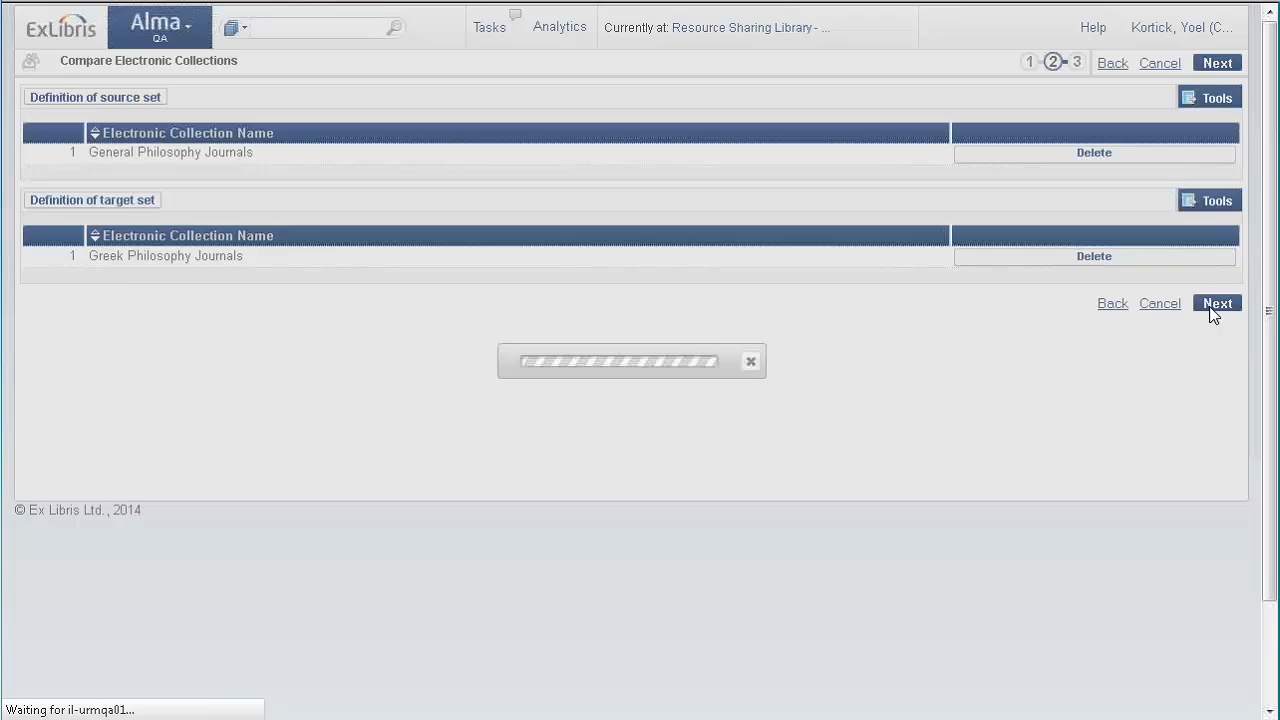 ExLibris Alma QA Tasks Analytics Currently at: Resource Sharing Library - ... Help Kortick, Yoel (C...
Compare Electronic Collections 1 2 3 Back Cancel Next
Definition of source set Tools
Electronic Collection Name
1 General Philosophy Journals Delete
Definition of target set Tools
Electronic Collection Name
1 Greek Philosophy Journals Delete
Back Cancel Next
© Ex Libris Ltd., 2014
Waiting for il-urmqa01...